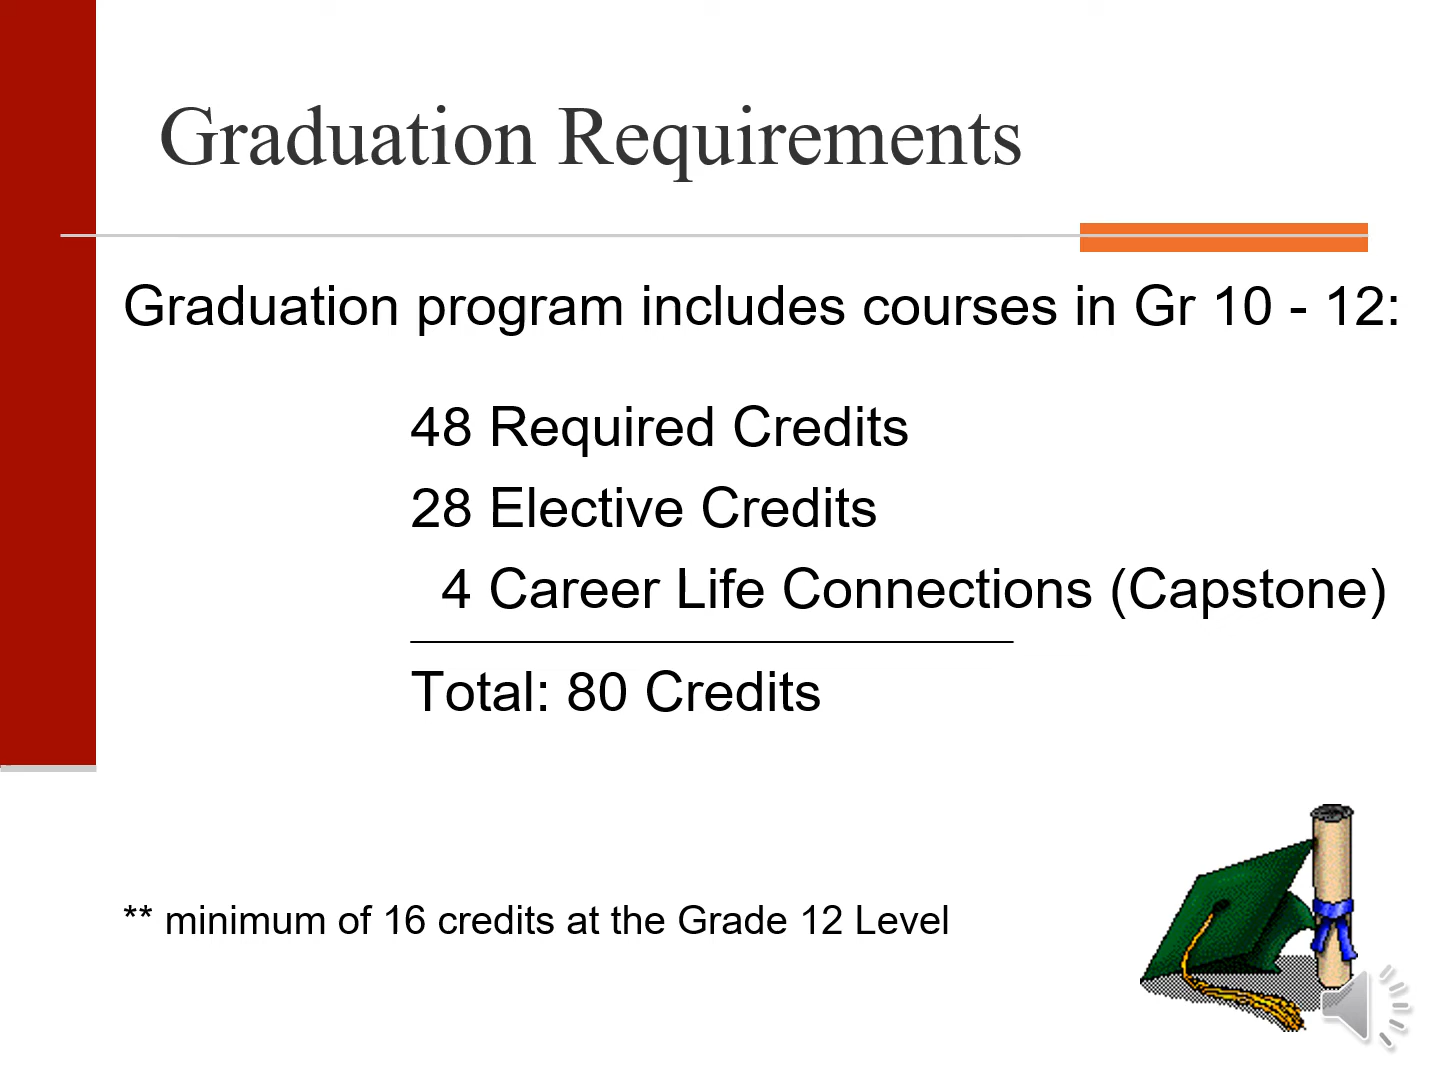 Graduation Requirements
Graduation program includes courses in Gr 10 - 12:
48 Required Credits
28 Elective Credits
4 Career Life Connections (Capstone)
Total: 80 Credits
** minimum of 16 credits at the Grade 12 Level